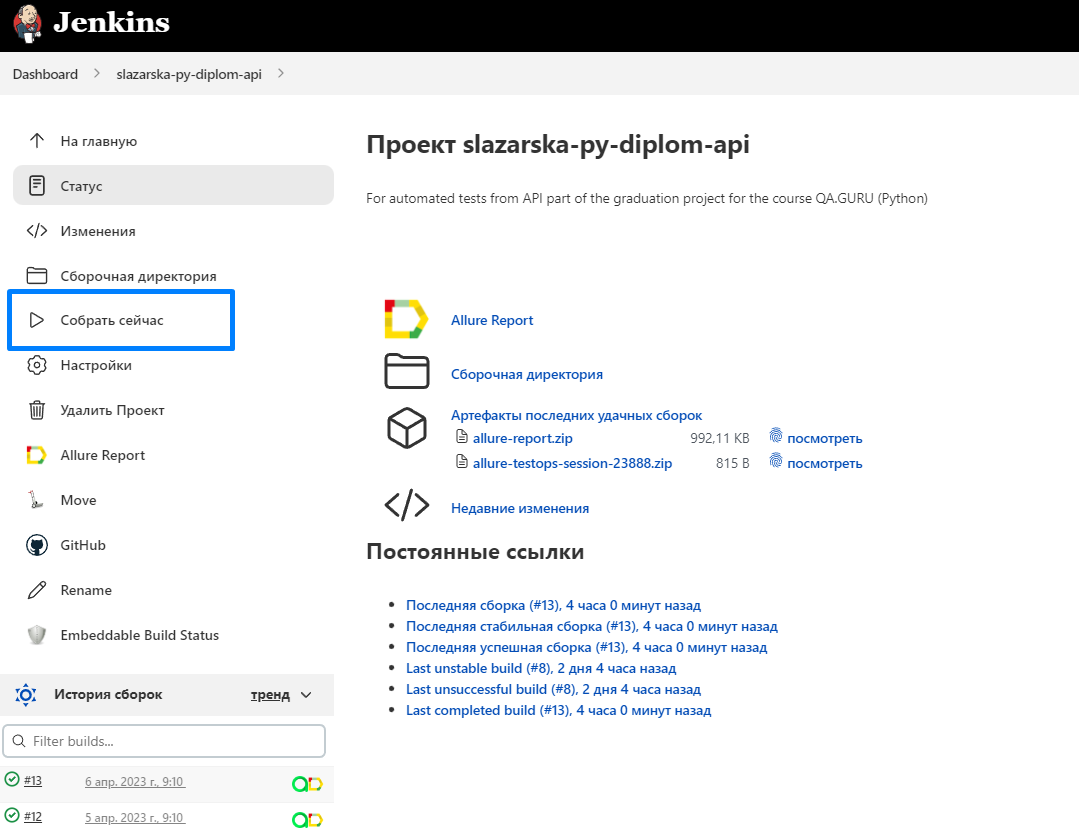 Jenkins
Dashboard
slazarska-py-diplom-api
На главную
Статус
Изменения
Сборочная директория
Собрать сейчас
Настройки
Удалить Проект
Allure Report
Move
GitHub
Rename
Embeddable Build Status
История сборок тренд
Filter builds...
#13 6 апр. 2023 г., 9:10
#12 5 апр. 2023 г., 9:10
Проект slazarska-py-diplom-api
For automated tests from API part of the graduation project for the course QA.GURU (Python)
Allure Report
Сборочная директория
Артефакты последних удачных сборок
allure-report.zip 992,11 KB посмотреть
allure-testops-session-23888.zip 815 B посмотреть
Недавние изменения
Постоянные ссылки
Последняя сборка (#13), 4 часа 0 минут назад
Последняя стабильная сборка (#13), 4 часа 0 минут назад
Последняя успешная сборка (#13), 4 часа 0 минут назад
Last unstable build (#8), 2 дня 4 часа назад
Last unsuccessful build (#8), 2 дня 4 часа назад
Last completed build (#13), 4 часа 0 минут назад